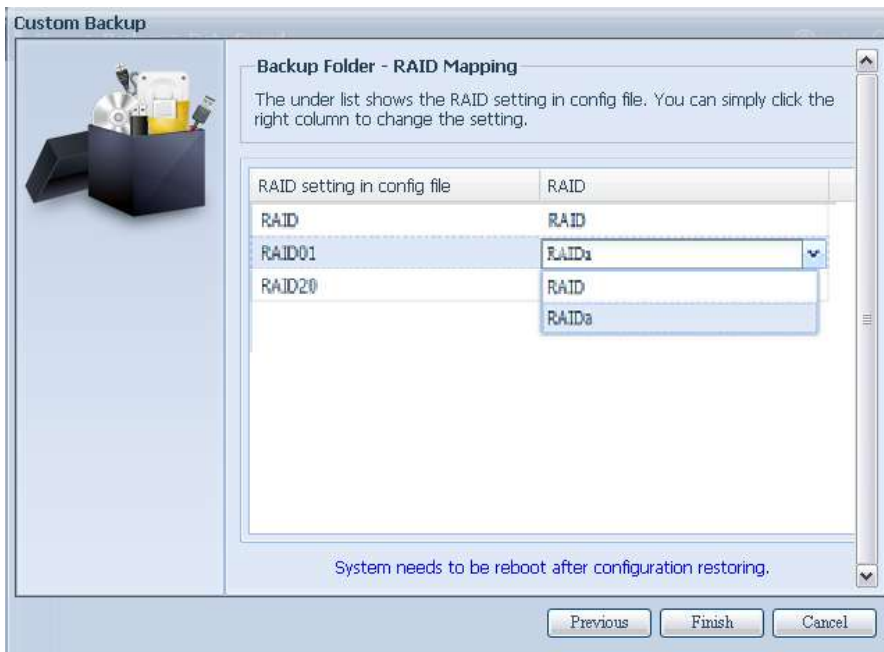 Custom Backup
Backup Folder - RAID Mapping
The under list shows the RAID setting in config file. You can simply click the
right column to change the setting.
RAID setting in config file RAID
RAID RAID
RAID01 RAIDa
RAID20 RAID
RAIDa
System needs to be reboot after configuration restoring.
Previous Finish Cancel